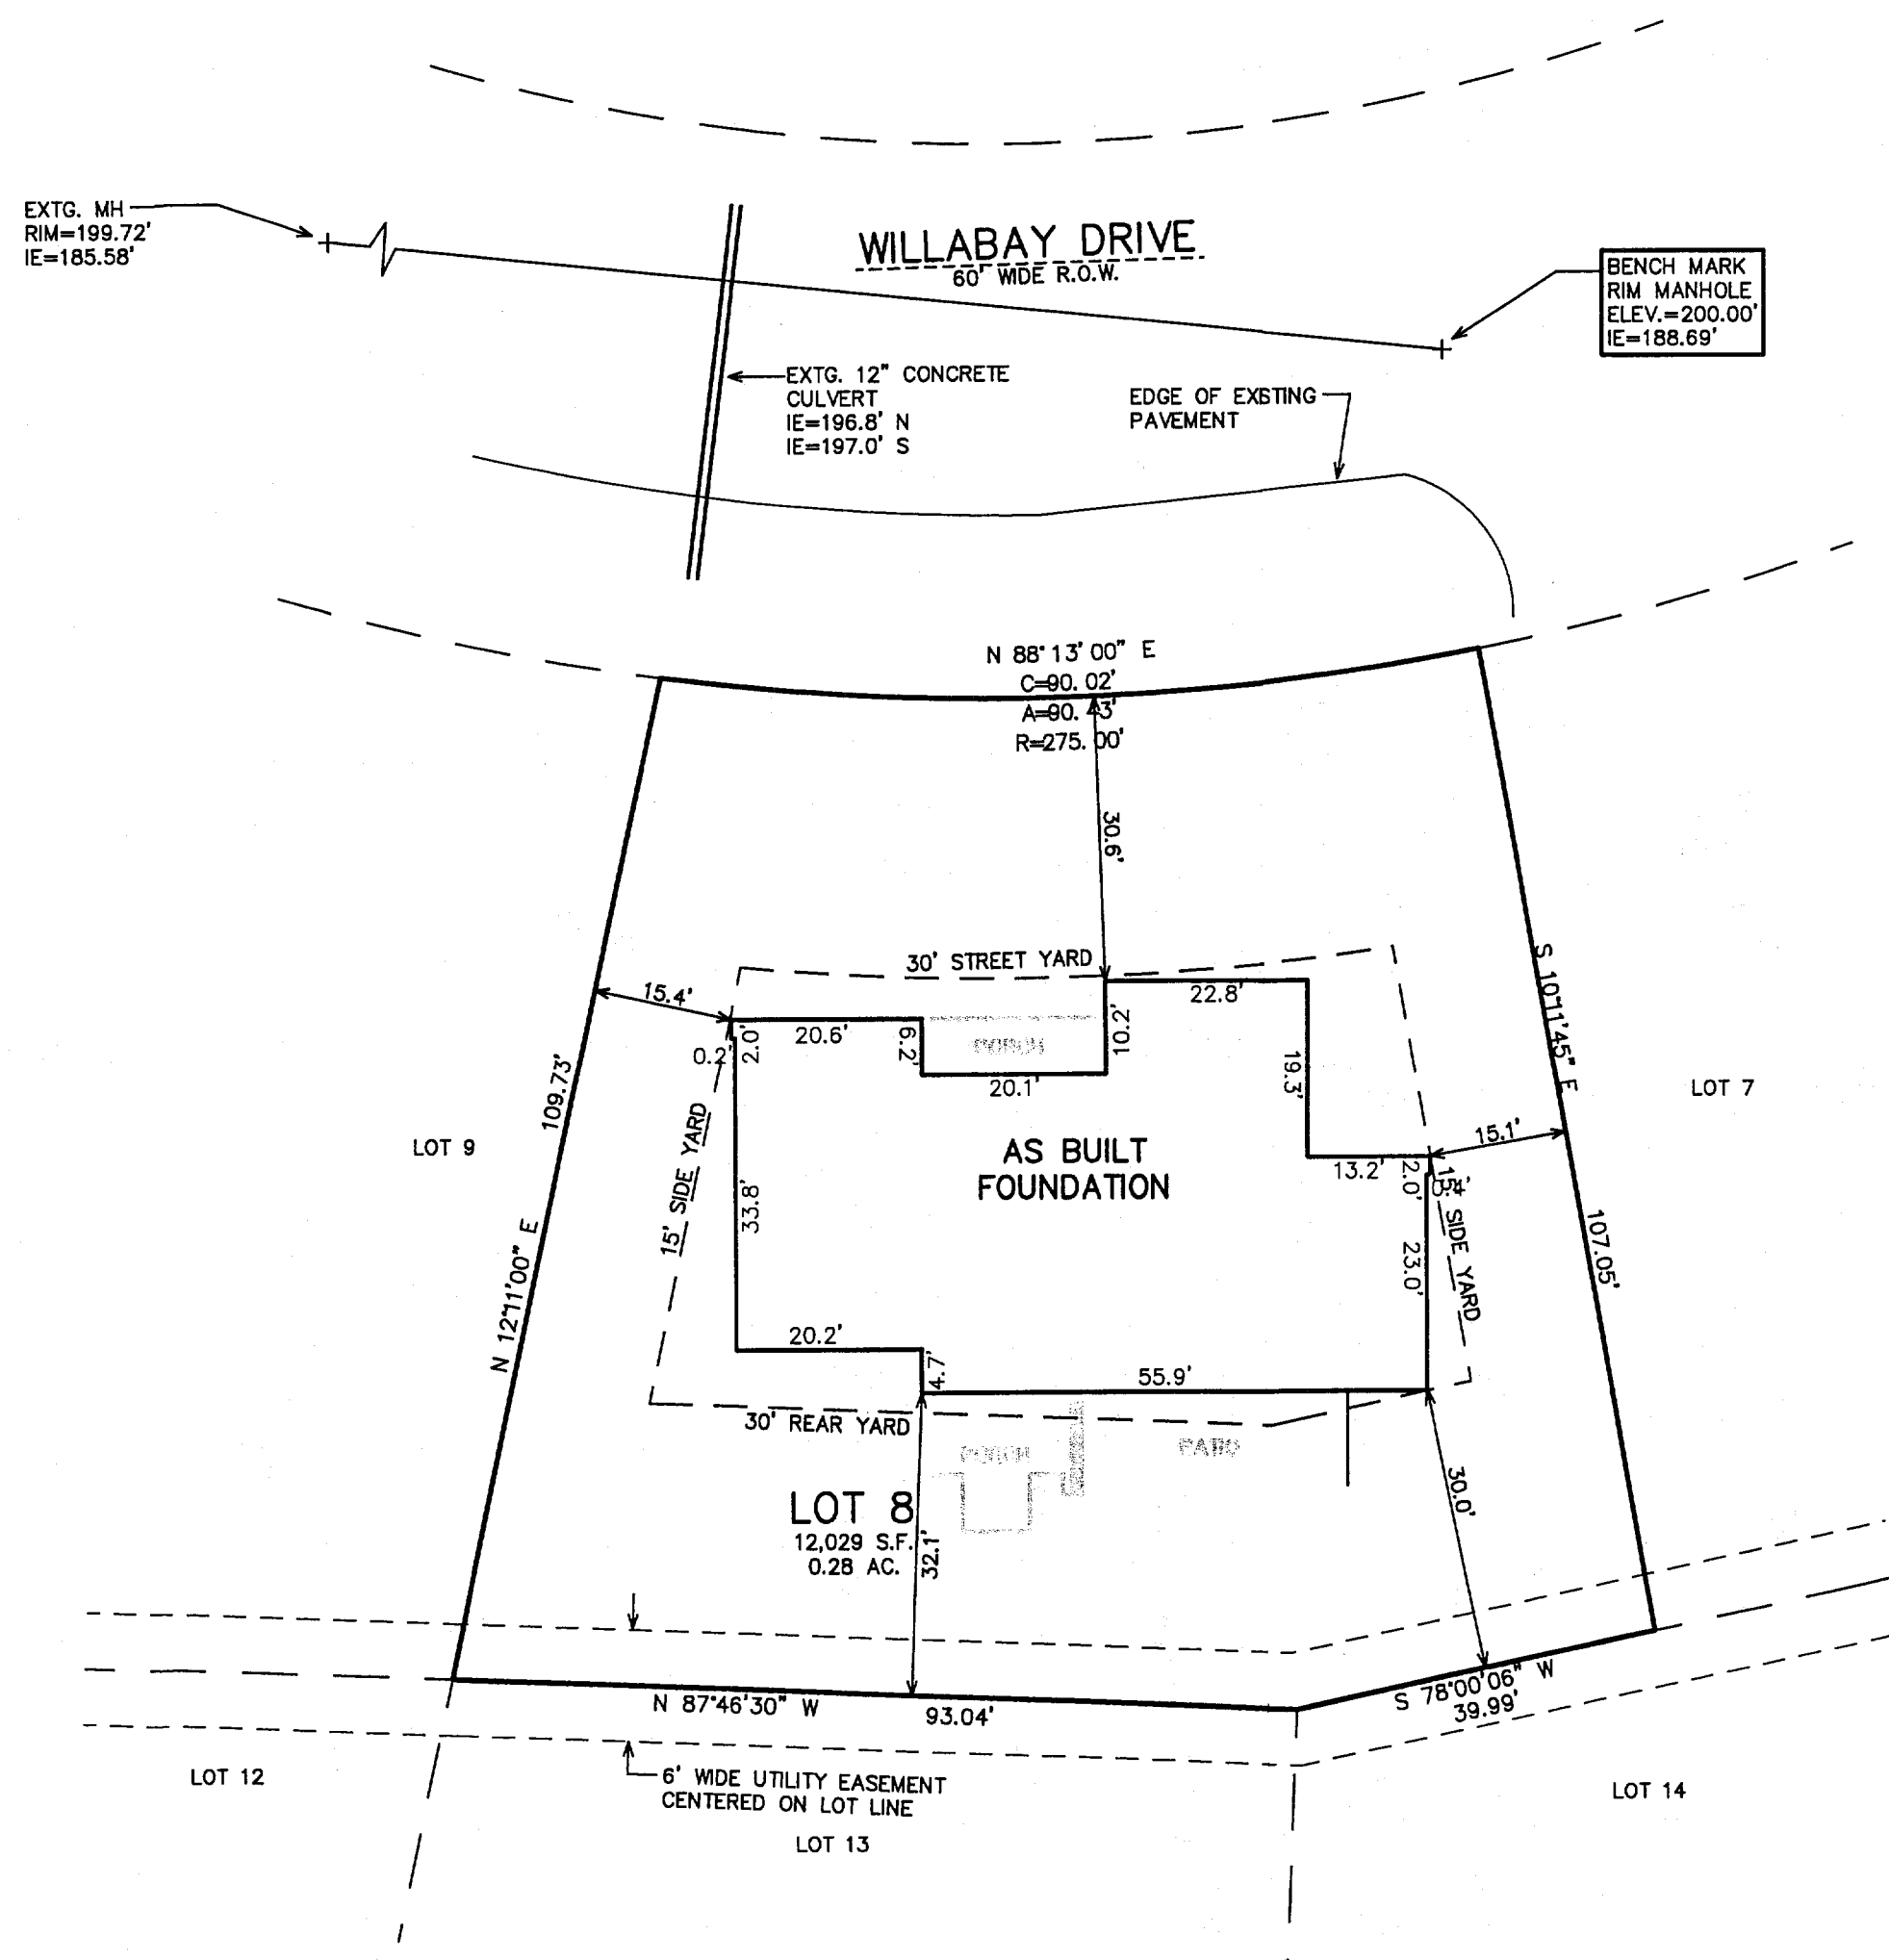 EXTG. MH
RIM=199.72'
IE=185.58'
WILLABAY DRIVE
60' WIDE R.O.W.
BENCH MARK
RIM MANHOLE
ELEV.=200.00'
IE=188.69'
EXTG. 12" CONCRETE
CULVERT
IE=196.8' N
IE=197.0' S
EDGE OF EXISTING
PAVEMENT
N 88°13'00" E
C=90.02'
A=90.43'
R=275.00'
30.6'
30' STREET YARD
15.4'
22.8'
20.6'
2.0'
0.2'
6.2'
PORCH
10.2'
20.1'
19.3'
S 10°11'45" E
LOT 7
109.73'
LOT 9
15' SIDE YARD
AS BUILT
FOUNDATION
15.1'
13.2'
2.0'
15' SIDE YARD
33.8'
23.0'
107.05'
N 12°11'00" E
20.2'
4.7'
55.9'
30' REAR YARD
PORCH
PATIO
30.0'
LOT 8
12,029 S.F.
0.28 AC.
32.1'
N 87°46'30" W
93.04'
S 78°00'06" W
39.99'
LOT 12
6' WIDE UTILITY EASEMENT
CENTERED ON LOT LINE
LOT 13
LOT 14